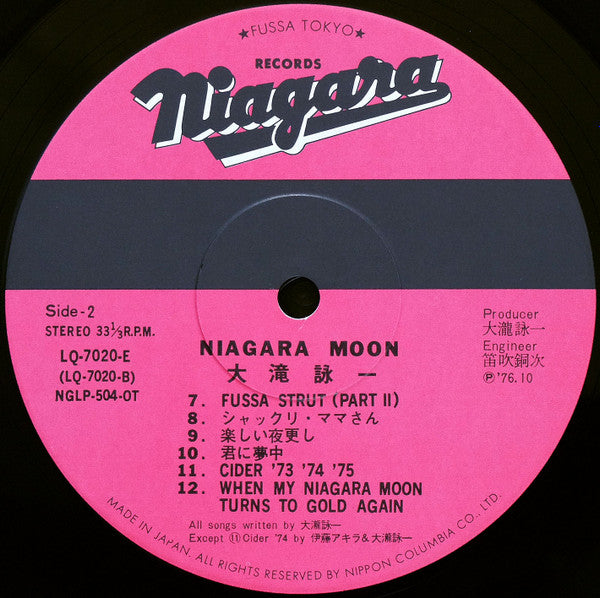 ★FUSSA TOKYO★
RECORDS
Niagara
Side-2
STEREO 33⅓R.P.M.
LQ-7020-E
(LQ-7020-B)
NGLP-504-OT
Producer
大瀧詠一
Engineer
笛吹銅次
Ⓟ'76.10
NIAGARA MOON
大滝詠一
7. FUSSA STRUT (PART II)
8. シャックリ・ママさん
9. 楽しい夜更し
10. 君に夢中
11. CIDER '73 '74 '75
12. WHEN MY NIAGARA MOON
TURNS TO GOLD AGAIN
All songs written by 大瀧詠一
Except ⑪ Cider '74 by 伊藤アキラ&大瀧詠一
MADE IN JAPAN. ALL RIGHTS RESERVED BY NIPPON COLUMBIA CO., LTD.